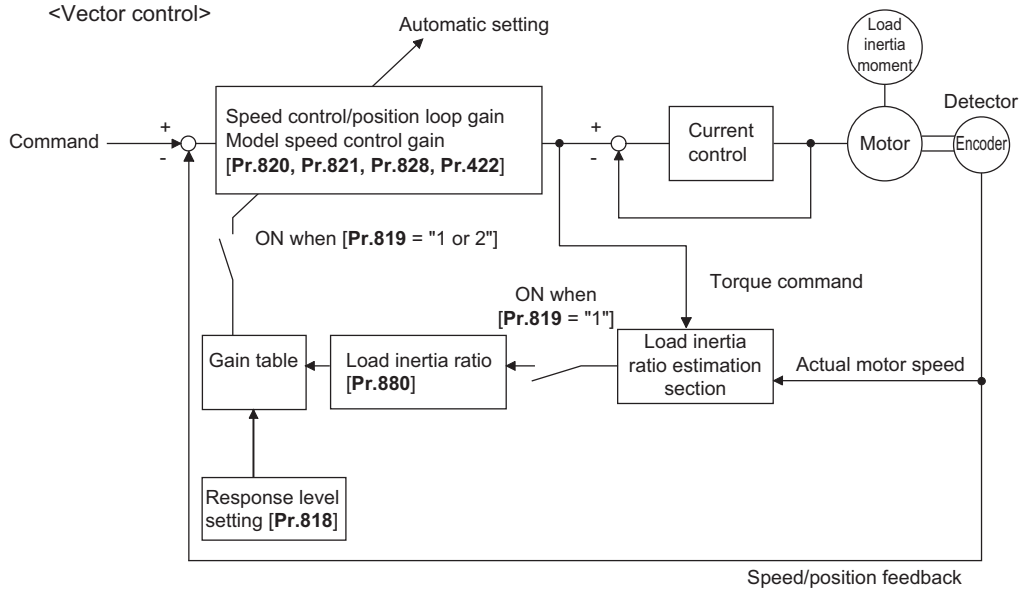 <Vector control>
Automatic setting
Load
inertia
moment
Detector
Command
+
-
Speed control/position loop gain
Model speed control gain
[Pr.820, Pr.821, Pr.828, Pr.422]
+
-
Current
control
Motor
Encoder
ON when [Pr.819 = "1 or 2"]
Torque command
ON when
[Pr.819 = "1"]
Gain table
Load inertia ratio
[Pr.880]
Load inertia
ratio estimation
section
Actual motor speed
Response level
setting [Pr.818]
Speed/position feedback